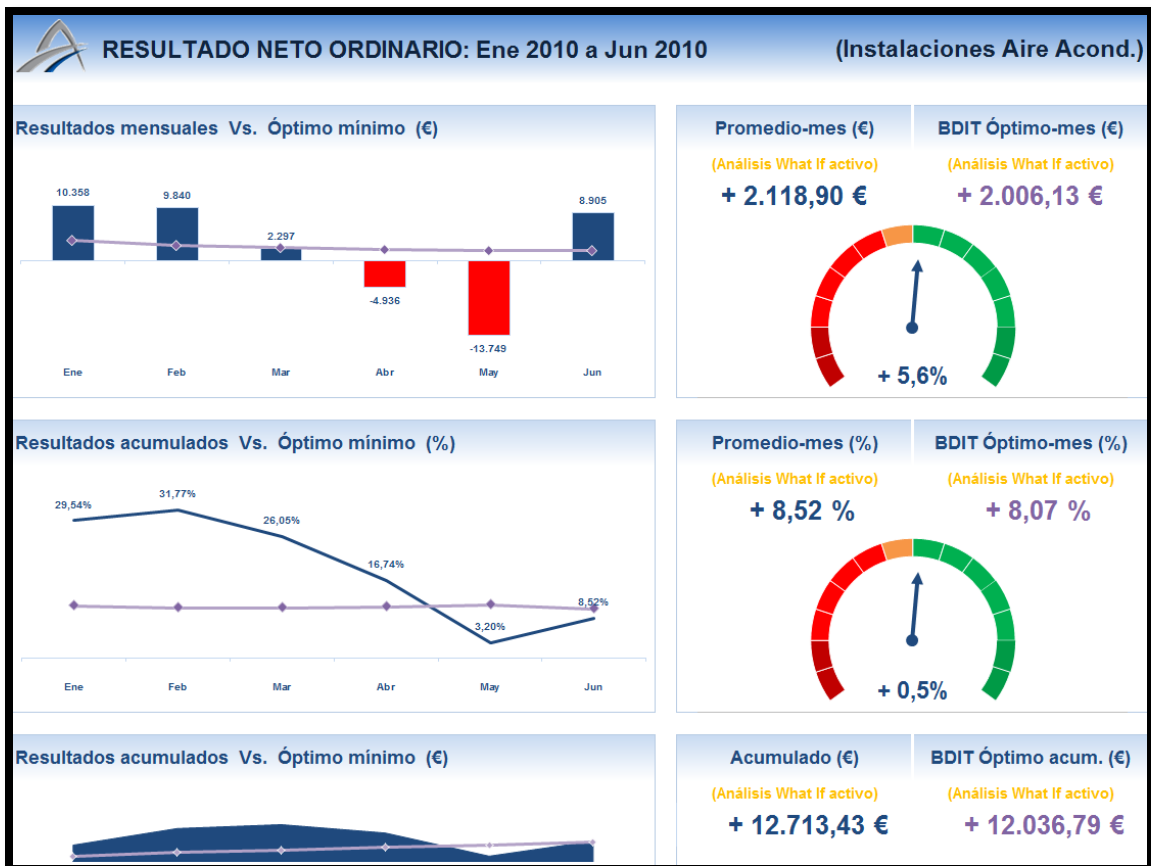 RESULTADO NETO ORDINARIO: Ene 2010 a Jun 2010 (Instalaciones Aire Acond.)
Resultados mensuales Vs. Óptimo mínimo (€)
10.358
9.840
2.297
-4.936
-13.749
8.905
Ene Feb Mar Abr May Jun
Promedio-mes (€) BDIT Óptimo-mes (€)
(Análisis What If activo) (Análisis What If activo)
+ 2.118,90 € + 2.006,13 €
+ 5,6%
Resultados acumulados Vs. Óptimo mínimo (%)
29,54%
31,77%
26,05%
16,74%
3,20%
8,52%
Ene Feb Mar Abr May Jun
Promedio-mes (%) BDIT Óptimo-mes (%)
(Análisis What If activo) (Análisis What If activo)
+ 8,52 % + 8,07 %
+ 0,5%
Resultados acumulados Vs. Óptimo mínimo (€)
Acumulado (€) BDIT Óptimo acum. (€)
(Análisis What If activo) (Análisis What If activo)
+ 12.713,43 € + 12.036,79 €